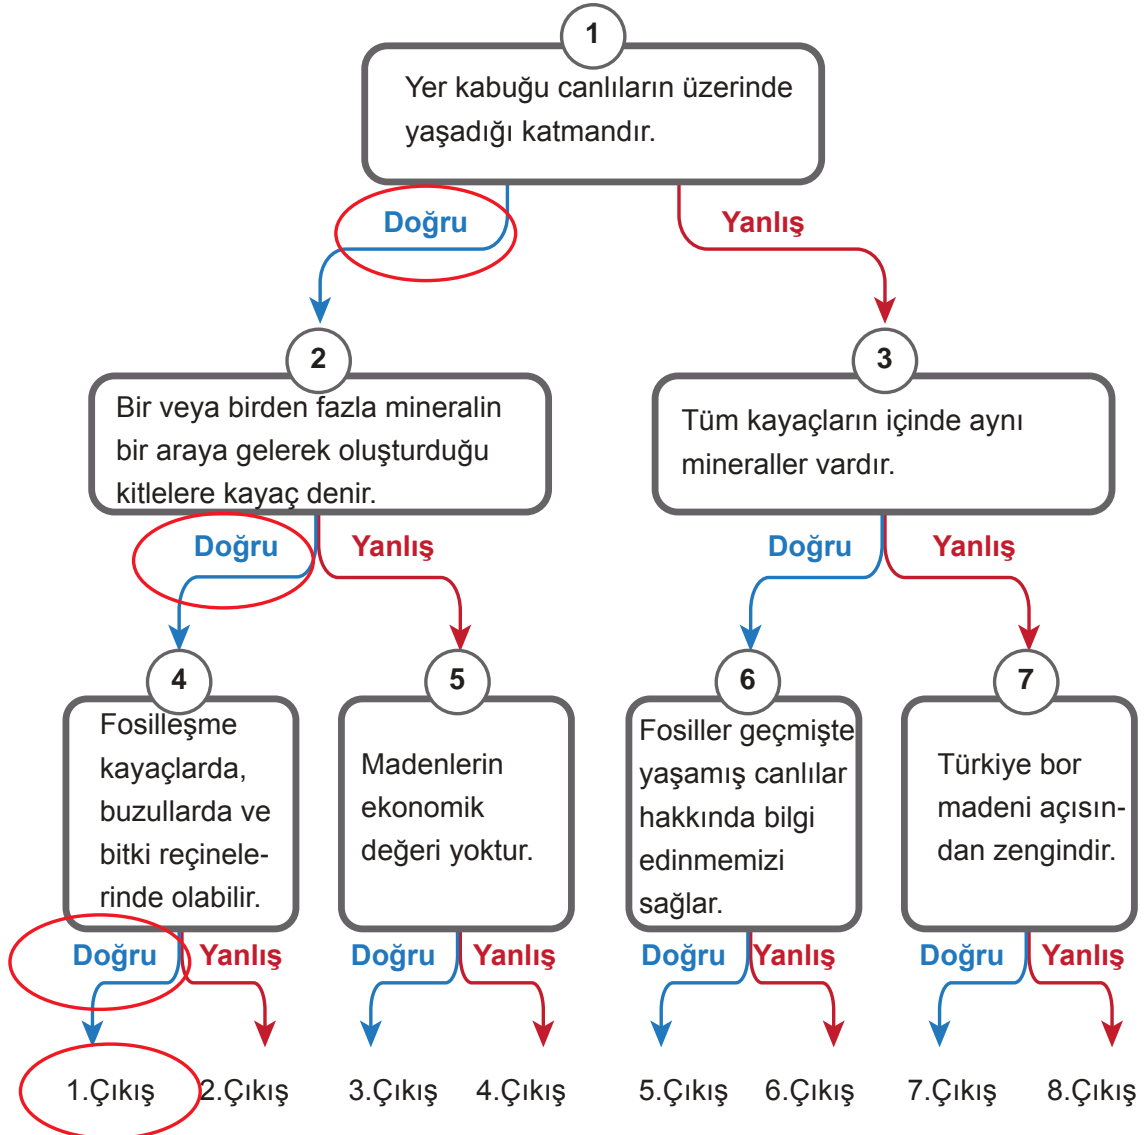 1
Yer kabuğu canlıların üzerinde
yaşadığı katmandır.
Doğru
Yanlış
2
Bir veya birden fazla mineralin
bir araya gelerek oluşturduğu
kitlelere kayaç denir.
3
Tüm kayaçların içinde aynı
mineraller vardır.
Doğru
Yanlış
Doğru
Yanlış
4
Fosilleşme
kayaçlarda,
buzullarda ve
bitki reçinele-
rinde olabilir.
5
Madenlerin
ekonomik
değeri yoktur.
6
Fosiller geçmişte
yaşamış canlılar
hakkında bilgi
edinmemizi
sağlar.
7
Türkiye bor
madeni açısın-
dan zengindir.
Doğru
Yanlış
Doğru
Yanlış
Doğru
Yanlış
Doğru
Yanlış
1.Çıkış
2.Çıkış
3.Çıkış
4.Çıkış
5.Çıkış
6.Çıkış
7.Çıkış
8.Çıkış